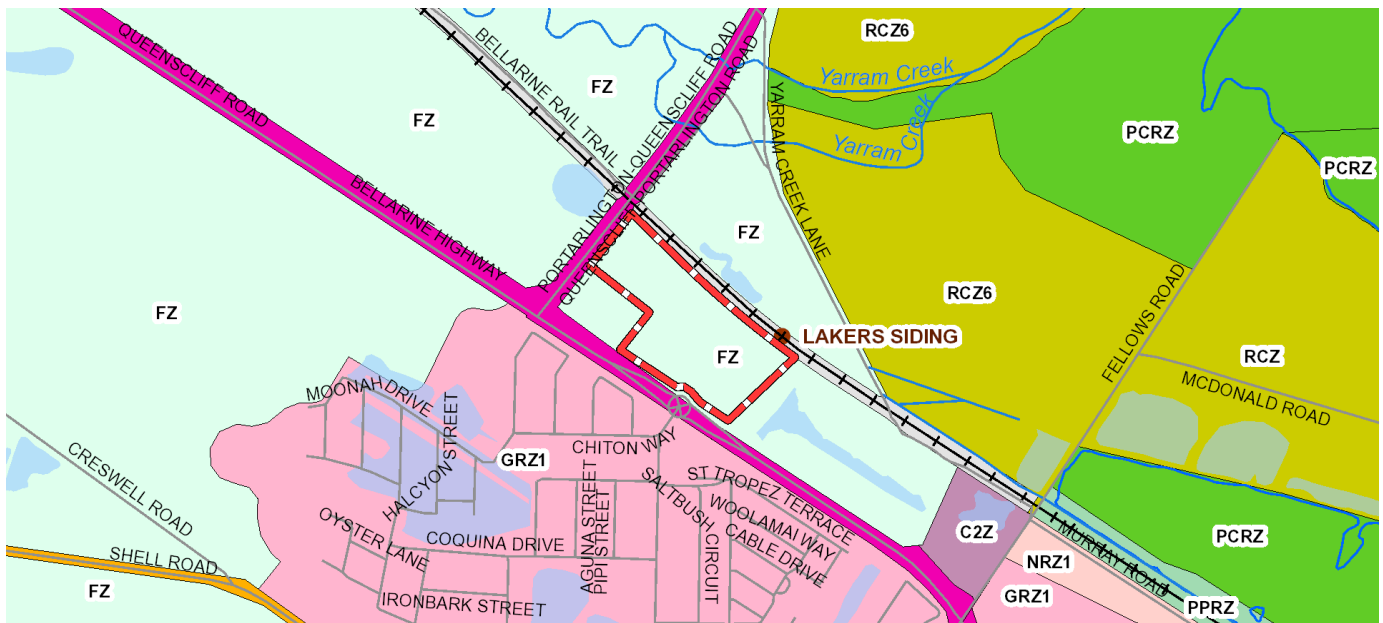 RCZ6
QUEENSCLIFF ROAD
BELLARINE RAIL TRAIL
PORTARLINGTON-QUEENSCLIFF ROAD
QUEENSCLIFF-PORTARLINGTON ROAD
FZ
Yarram Creek
FZ
YARRAM CREEK LANE
Yarram Creek
PCRZ
PCRZ
BELLARINE HIGHWAY
FZ
FZ
RCZ6
FELLOWS ROAD
LAKERS SIDING
FZ
RCZ
MCDONALD ROAD
MOONAH DRIVE
HALCYON STREET
CHITON WAY
GRZ1
CRESWELL ROAD
ST TROPEZ TERRACE
SALTBUSH CIRCUIT
WOOLAMAI WAY
CABLE DRIVE
AGUNA STREET
PIPI STREET
OYSTER LANE
COQUINA DRIVE
C2Z
MURRAY ROAD
PCRZ
SHELL ROAD
NRZ1
FZ
GRZ1
IRONBARK STREET
PPRZ